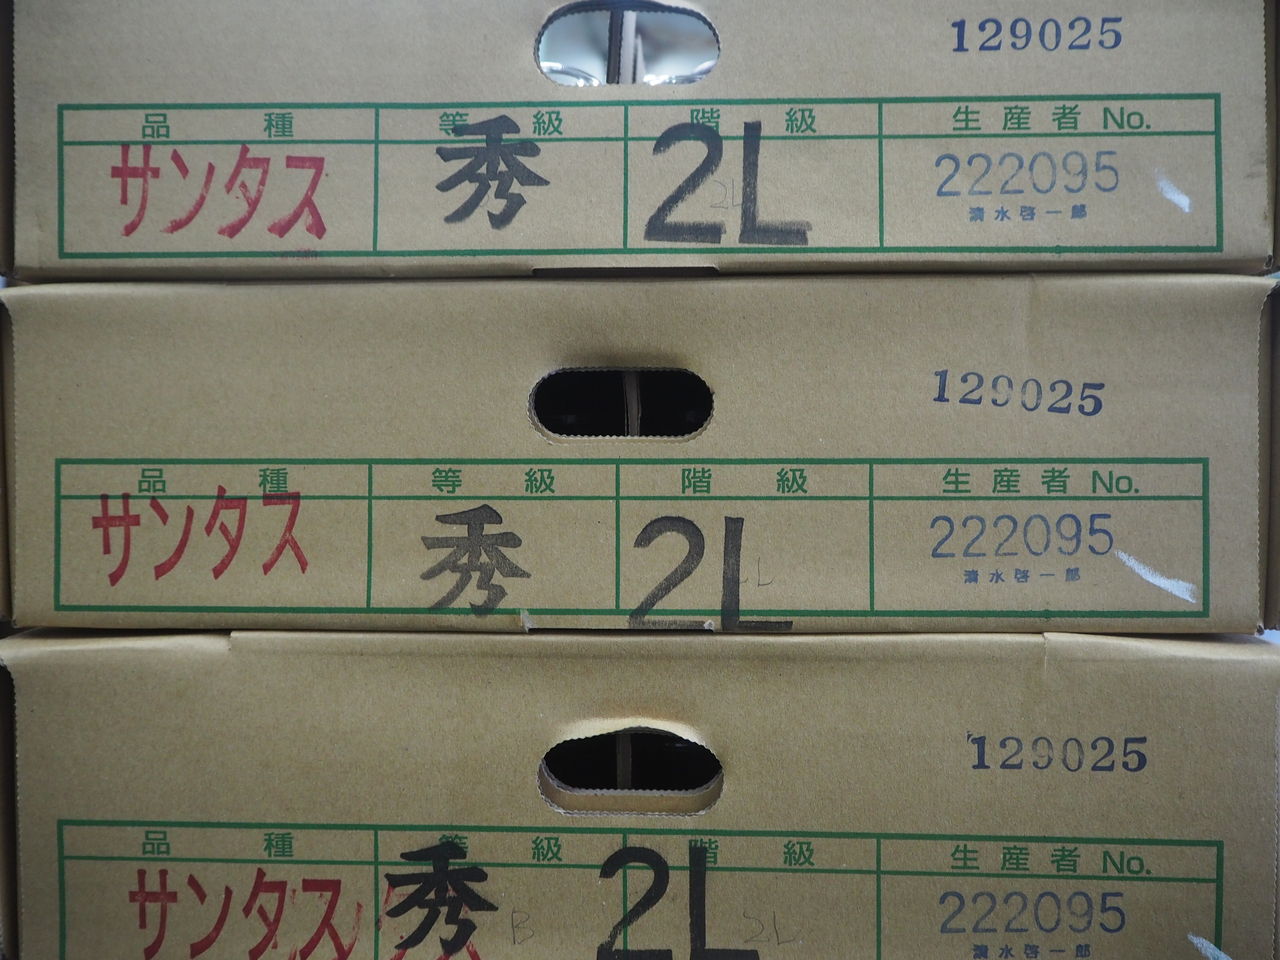 129025
品種 等級 階級 生産者 No.
サンタス 秀 2L 222095
2L
清水啓一郎
129025
品種 等級 階級 生産者 No.
サンタス 秀 2L 222095
清水啓一郎
129025
品種 等級 階級 生産者 No.
サンタス 秀 2L 222095
B 2L
清水啓一郎